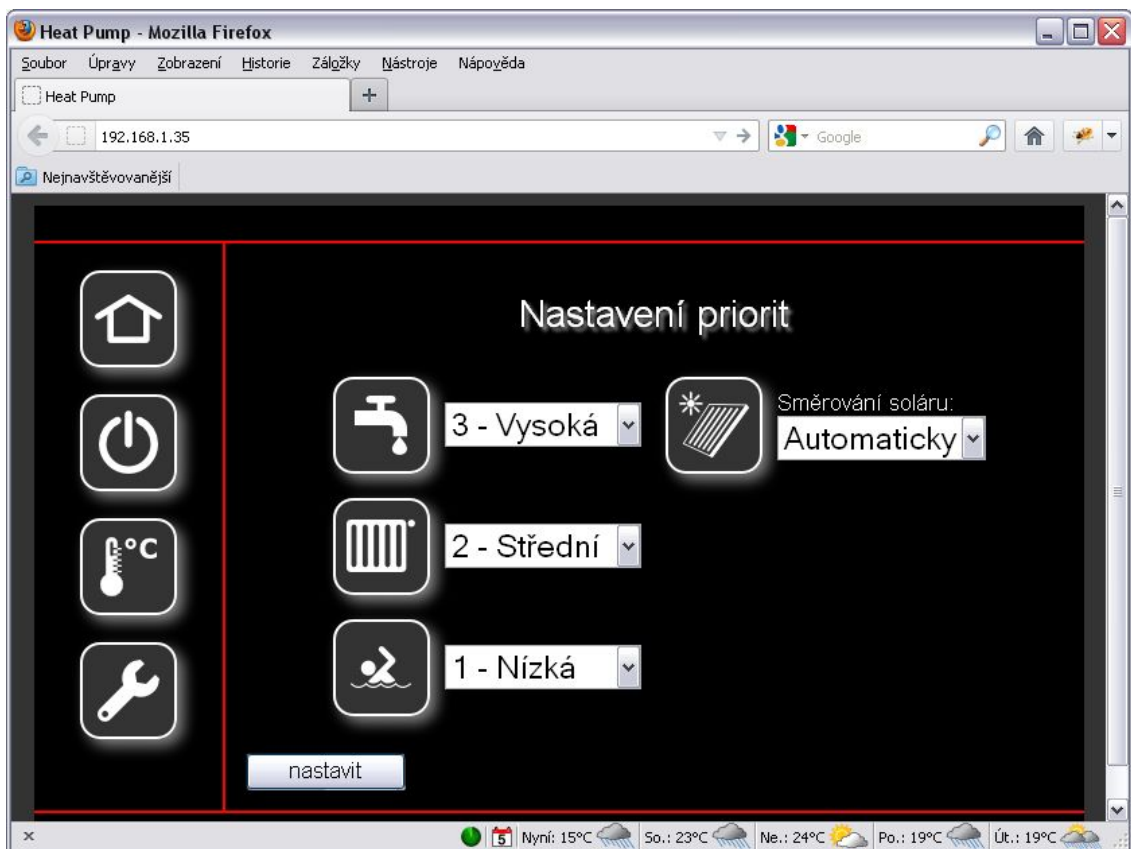 Heat Pump - Mozilla Firefox
Soubor Úpravy Zobrazení Historie Záložky Nástroje Nápověda
Heat Pump
192.168.1.35
Google
Nejnavštěvovanější
Nastavení priorit
3 - Vysoká
Směrování soláru:
Automaticky
°C
2 - Střední
1 - Nízká
nastavit
5 Nyní: 15°C So.: 23°C Ne.: 24°C Po.: 19°C Út.: 19°C